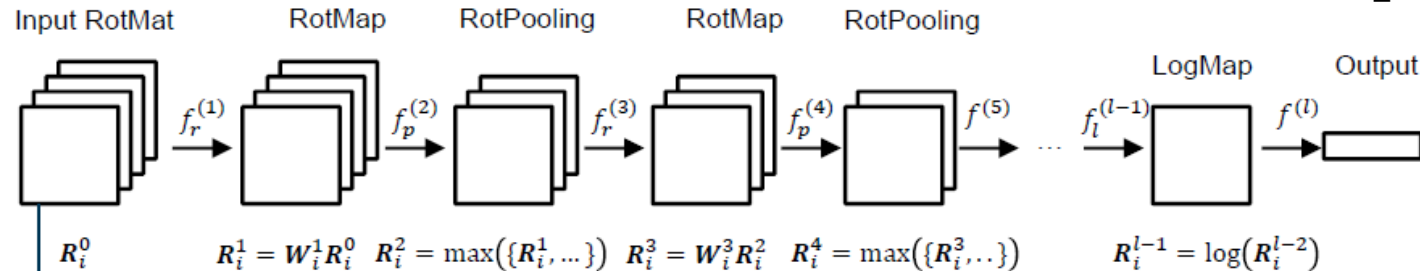 Input RotMat RotMap RotPooling RotMap RotPooling
LogMap Output
f_r^{(1)} f_p^{(2)} f_r^{(3)} f_p^{(4)} f^{(5)} ... f_l^{(l-1)} f^{(l)}
R_i^0 R_i^1 = W_i^1 R_i^0 R_i^2 = max({R_i^1, ...}) R_i^3 = W_i^3 R_i^2 R_i^4 = max({R_i^3, ..}) R_i^{l-1} = log(R_i^{l-2})